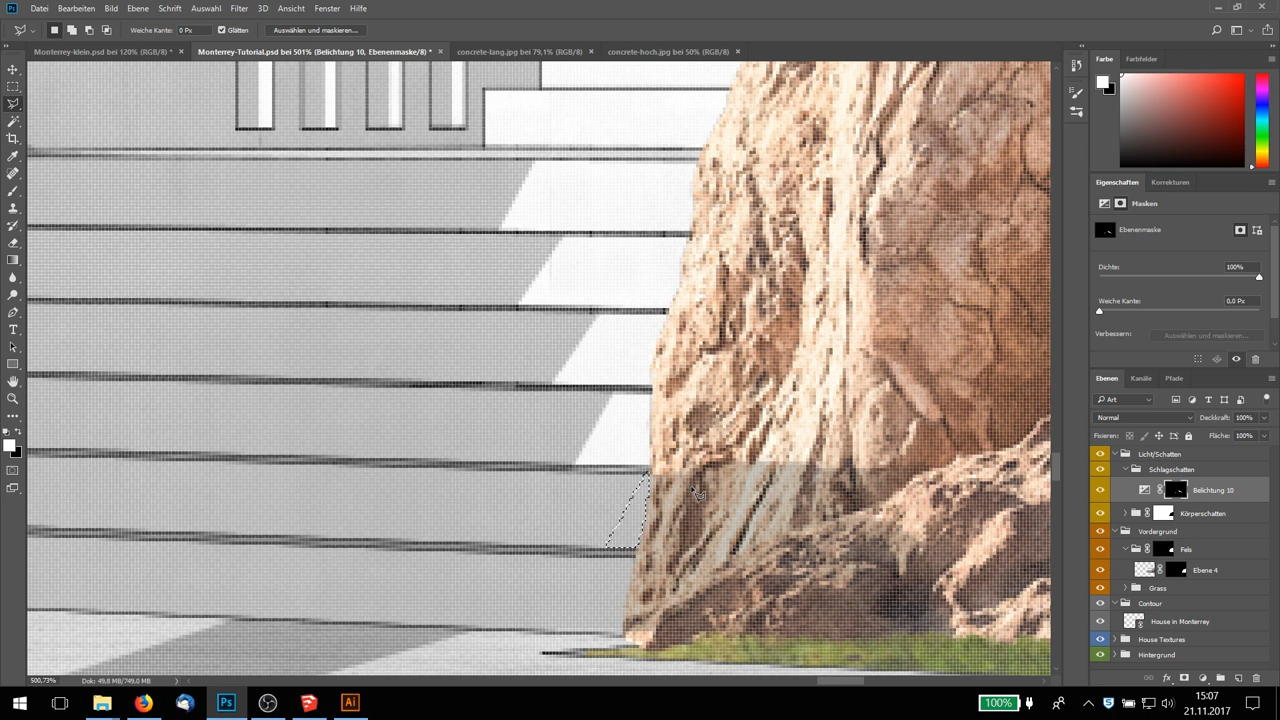 Ps Datei Bearbeiten Bild Ebene Schrift Auswahl Filter 3D Ansicht Fenster Hilfe
Weiche Kante: 0 Px Glätten Auswählen und maskieren...
Monterrey-klein.psd bei 120% (RGB/8) * × Monterrey-Tutorial.psd bei 501% (Belichtung 10, Ebenenmaske/8) * × concrete-lang.jpg bei 79,1% (RGB/8) × concrete-hoch.jpg bei 50% (RGB/8) ×
Farbe Farbfelder
Eigenschaften Korrekturen
Masken
Ebenenmaske
Dichte: 100%
Weiche Kante: 0,0 Px
Verbessern: Auswählen und maskieren...
Ebenen Kanäle Pfade
Art
Normal Deckkraft: 100%
Fixieren: Fläche: 100%
Licht/Schatten
Schlagschatten
Belichtung 10
Körperschatten
Vordergrund
Fels
Ebene 4
Grass
Contour
House in Monterrey
House Textures
Hintergrund
500,73% Dok: 49,8 MB/749,0 MB
Ps Ai 100% 15:07
21.11.2017